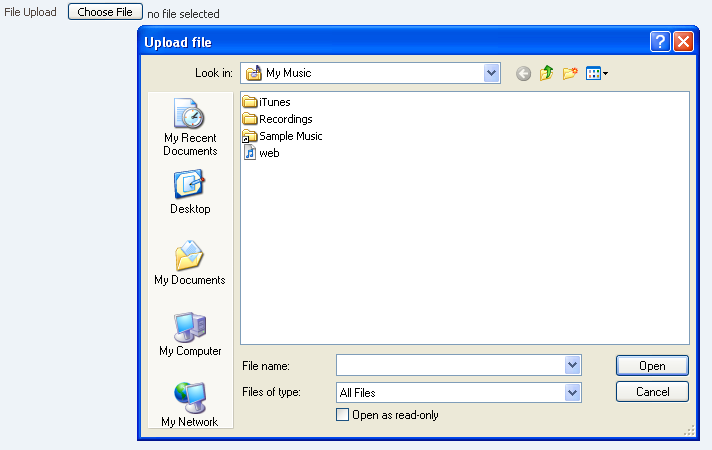 File Upload Choose File no file selected
Upload file
Look in: My Music
iTunes
Recordings
Sample Music
web
My Recent
Documents
Desktop
My Documents
My Computer
My Network
File name: Open
Files of type: All Files Cancel
Open as read-only